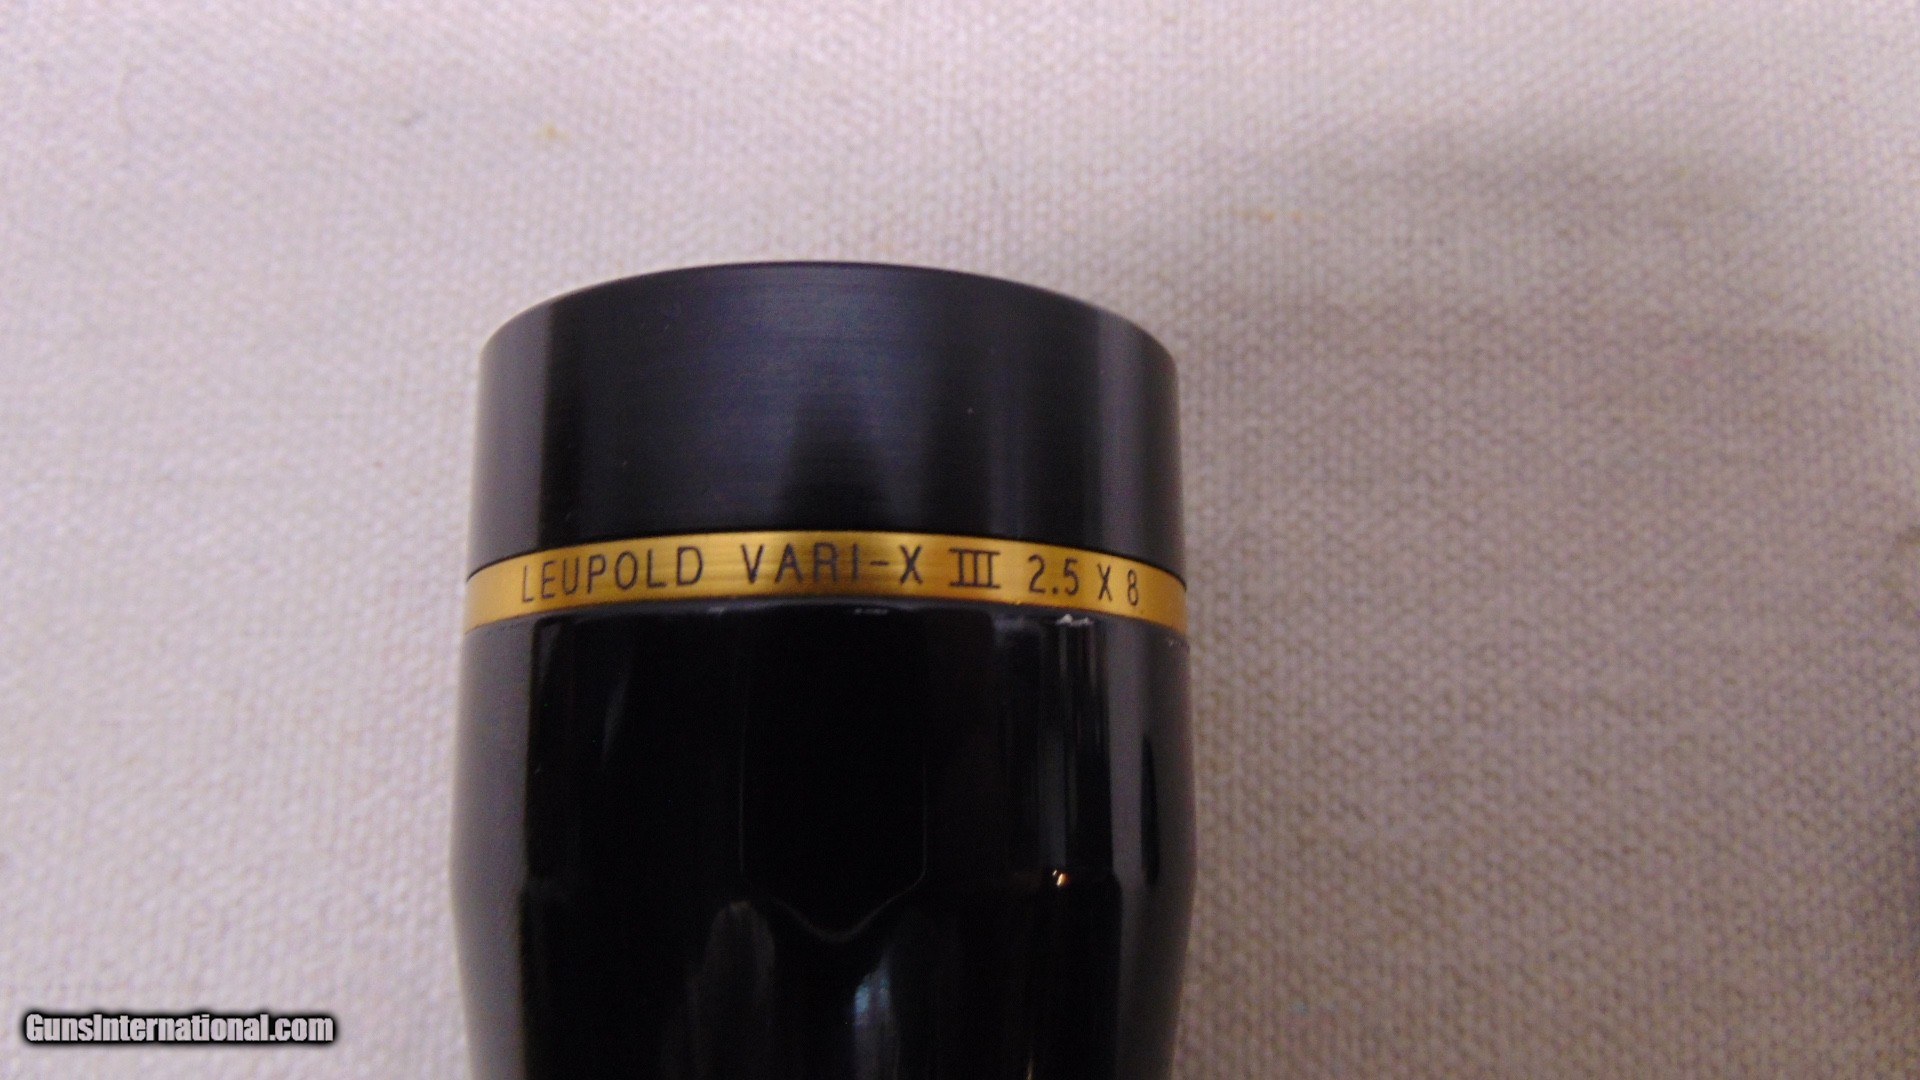 LEUPOLD VARI-X III 2.5 X 8
GunsInternational.com